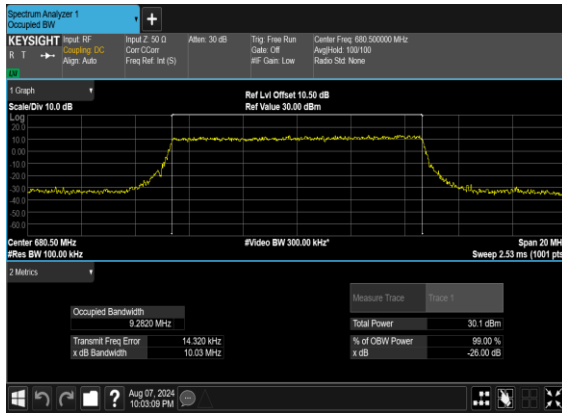 Spectrum Analyzer 1
Occupied BW
KEYSIGHT
R T
Input: RF
Coupling: DC
Align: Auto
Input Z: 50 Ω
Corr CCorr
Freq Ref: Int (S)
Atten: 30 dB
Trig: Free Run
Gate: Off
#IF Gain: Low
Center Freq: 680.500000 MHz
Avg|Hold: 100/100
Radio Std: None
1 Graph
Scale/Div 10.0 dB
Ref Lvl Offset 10.50 dB
Ref Value 30.00 dBm
Log
20.0
10.0
0.00
-10.0
-20.0
-30.0
-40.0
-50.0
-60.0
Center 680.50 MHz
#Res BW 100.00 kHz
#Video BW 300.00 kHz*
Span 20 MH
Sweep 2.53 ms (1001 pts
2 Metrics
Measure Trace Trace 1
Occupied Bandwidth
9.2820 MHz
Total Power 30.1 dBm
Transmit Freq Error 14.320 kHz
% of OBW Power 99.00 %
x dB Bandwidth 10.03 MHz
x dB -26.00 dB
Aug 07, 2024
10:03:09 PM